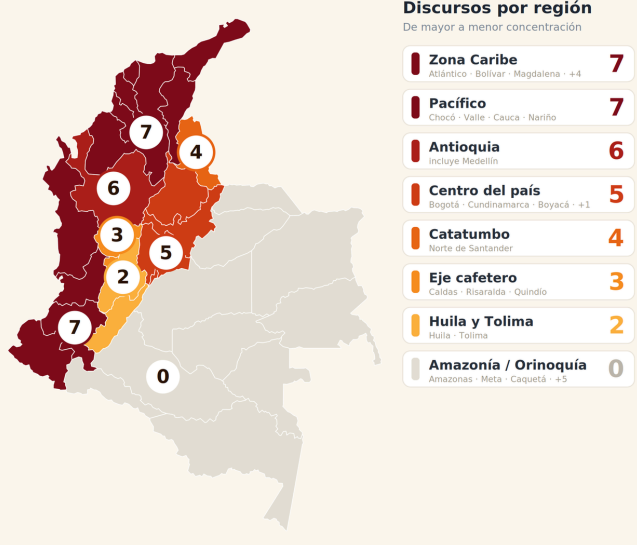 Discursos por región
De mayor a menor concentración
Zona Caribe 7
Atlántico · Bolívar · Magdalena · +4
Pacífico 7
Chocó · Valle · Cauca · Nariño
Antioquia 6
Incluye Medellín
Centro del país 5
Bogotá · Cundinamarca · Boyacá · +1
Catatumbo 4
Norte de Santander
Eje cafetero 3
Caldas · Risaralda · Quindío
Huila y Tolima 2
Huila · Tolima
Amazonía / Orinoquía 0
Amazonas · Meta · Caquetá · +5
7
4
6
3
5
2
7
0